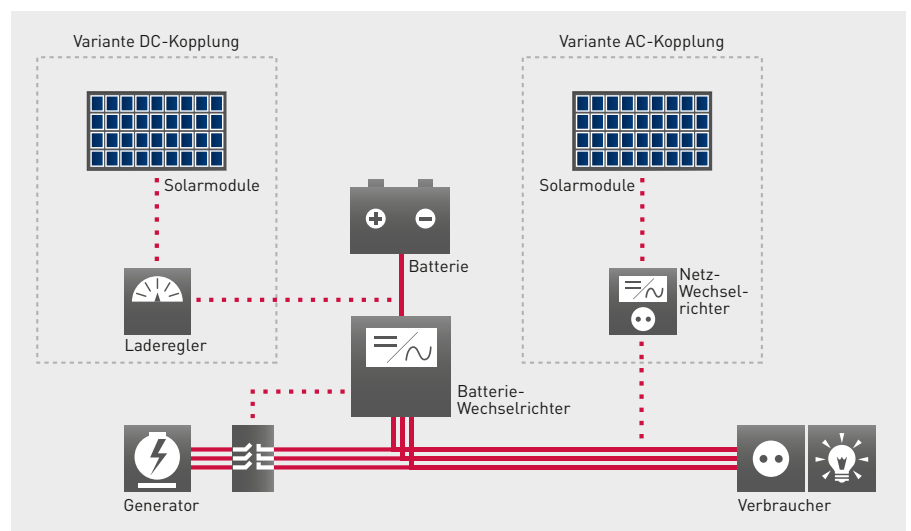 Variante DC-Kopplung
Variante AC-Kopplung
Solarmodule
Solarmodule
Batterie
Netz-
Wechsel-
richter
Laderegler
Batterie-
Wechselrichter
Generator
Verbraucher